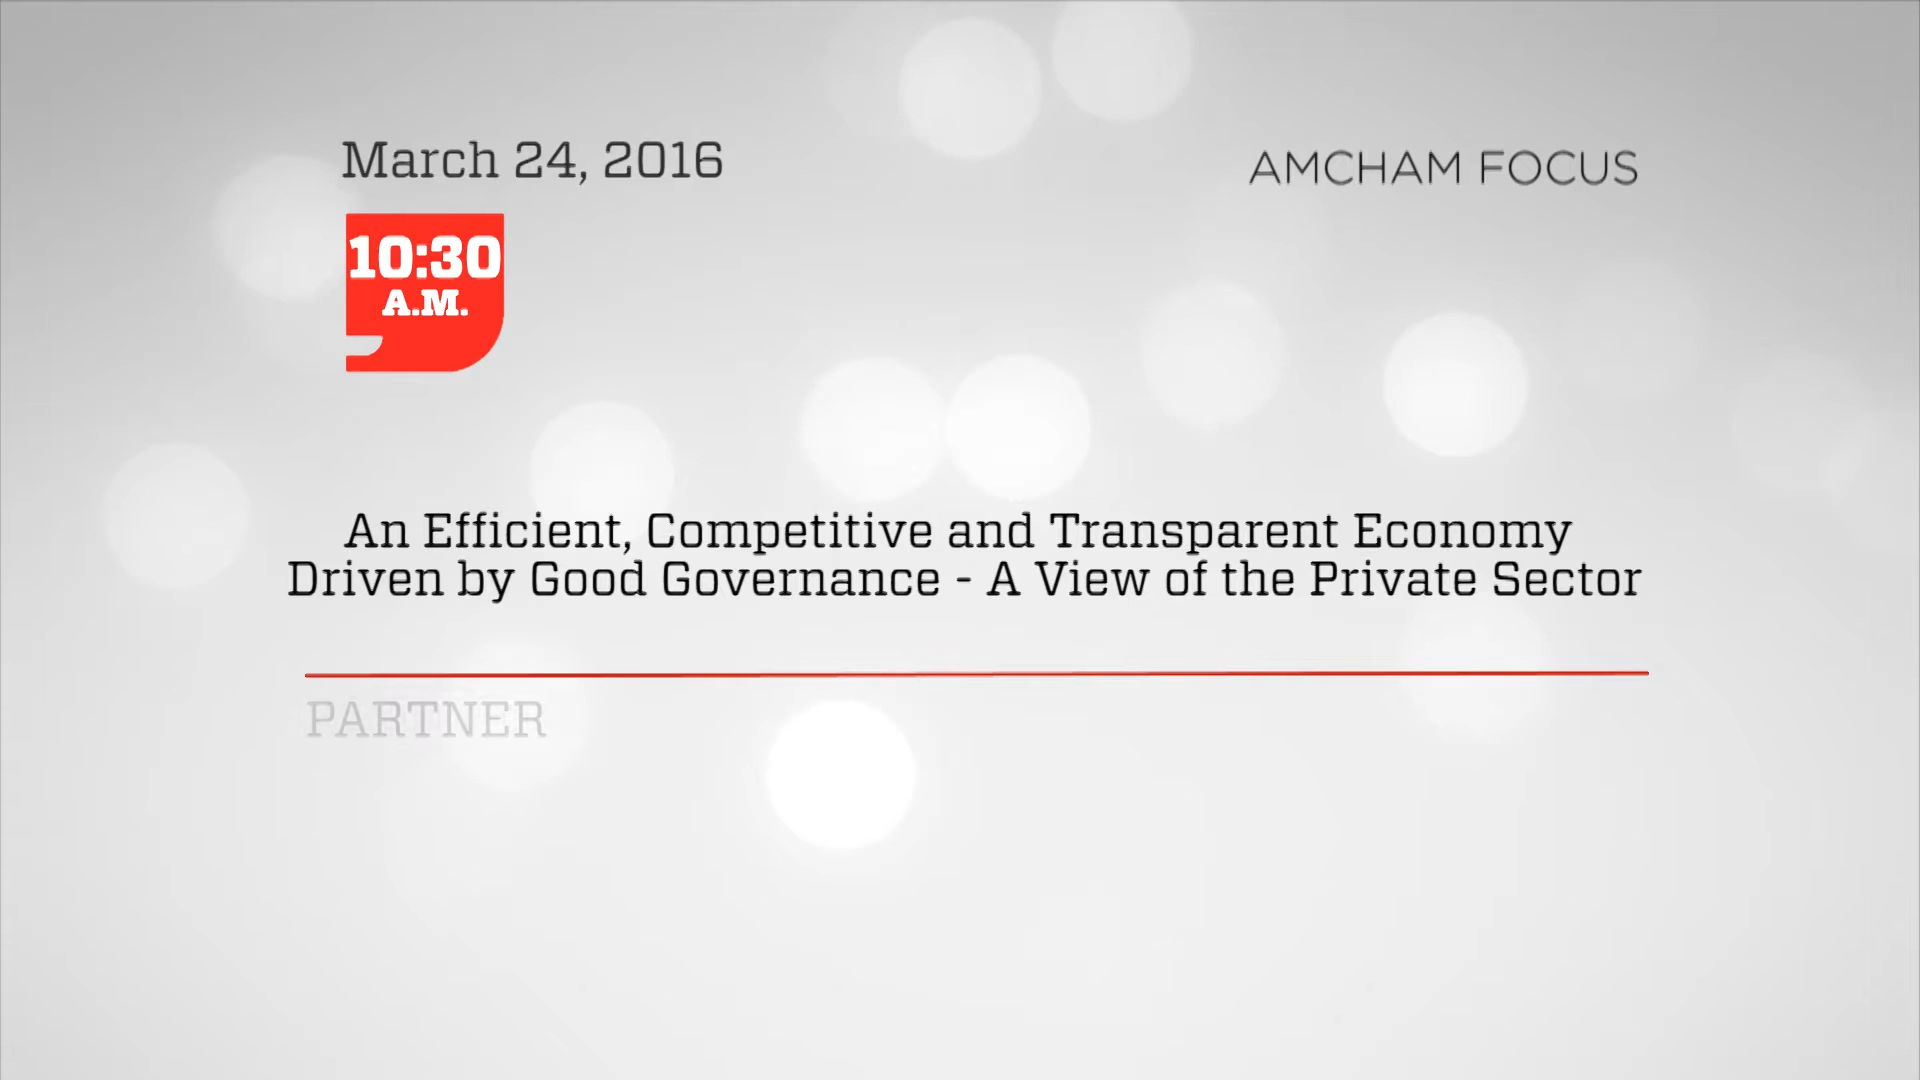 March 24, 2016
AMCHAM FOCUS
10:30
A.M.
An Efficient, Competitive and Transparent Economy
Driven by Good Governance - A View of the Private Sector
PARTNER